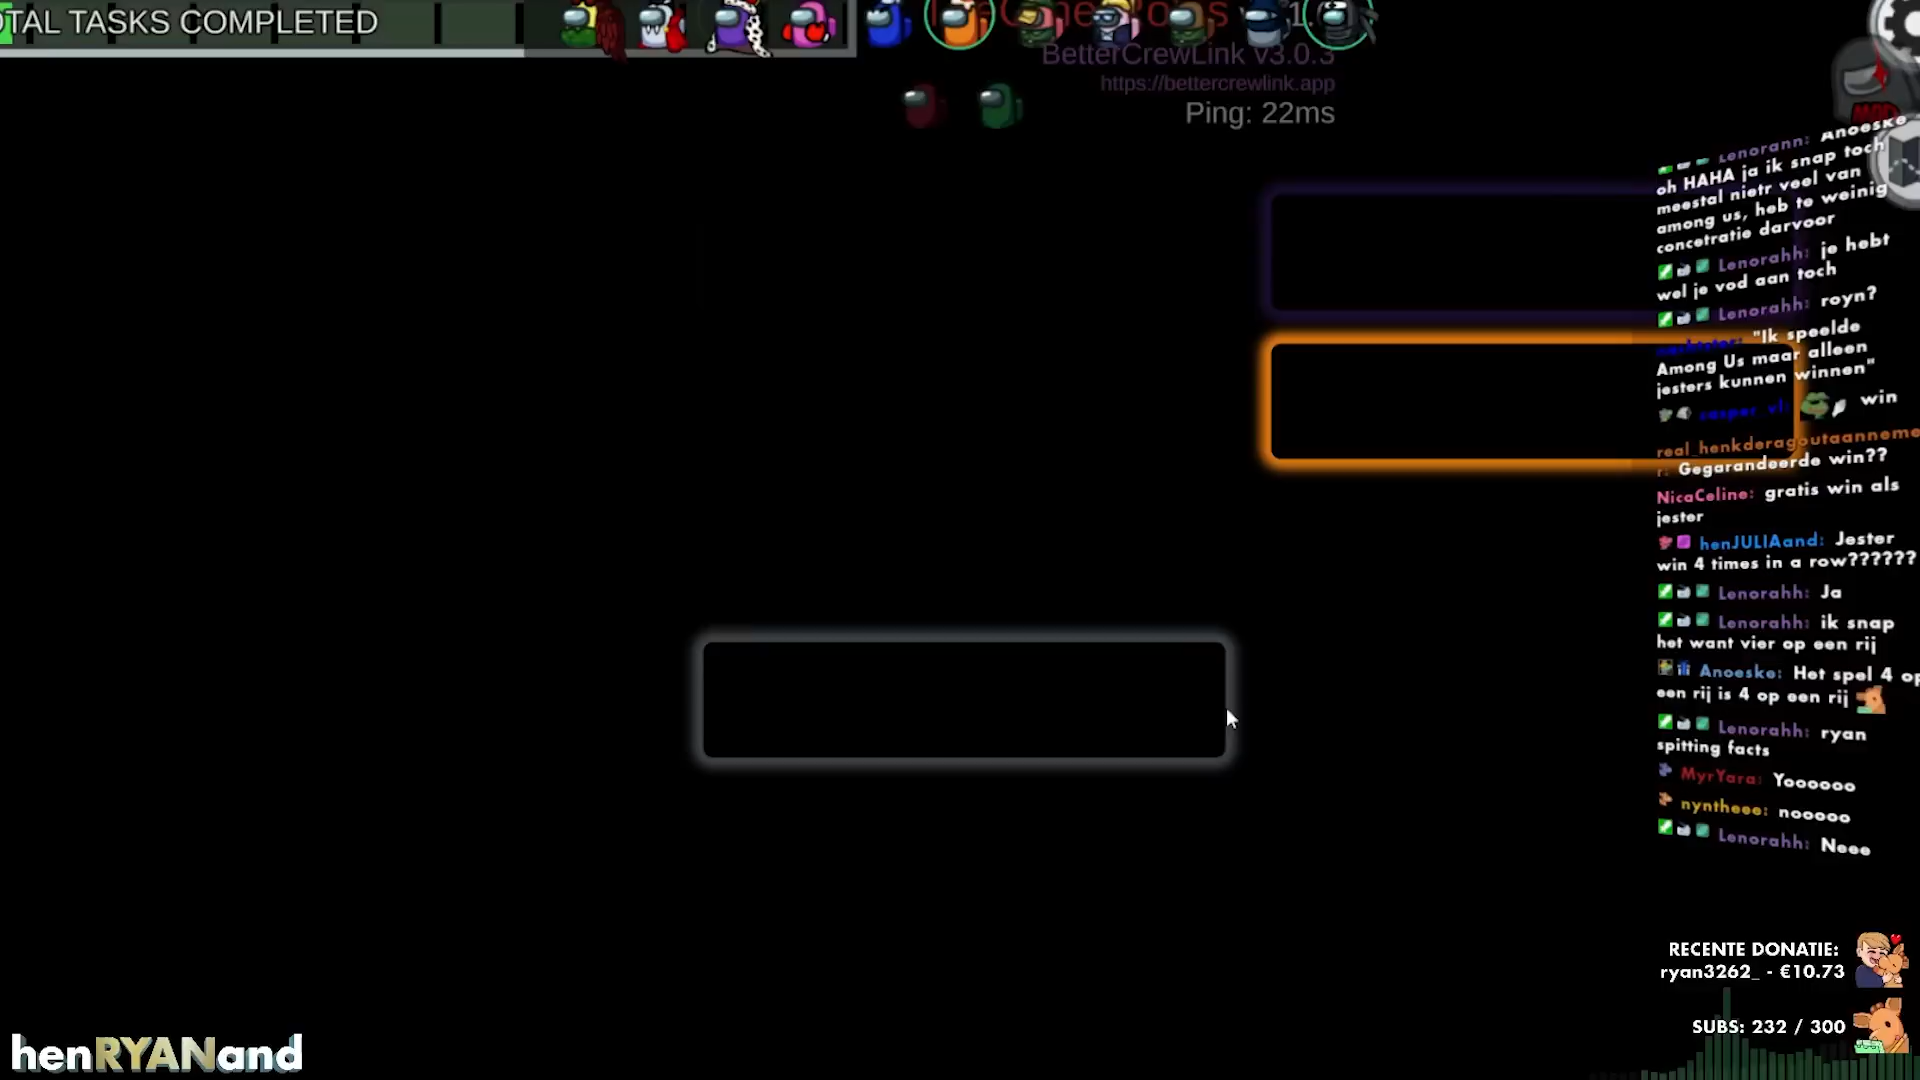 TAL TASKS COMPLETED
BetterCrewLink v3.0.3
https://bettercrewlink.app
Ping: 22ms
Lenorahh: Anoeske
oh HAHA ja ik snap toch
meestal nietr veel van
among us, heb te weinig
concetratie darvoor
Lenorahh: je hebt
wel je vod aan toch
Lenorahh: royn?
"Ik speelde
Among Us maar alleen
jesters kunnen winnen"
casper_vl: win
real_henkderagoutaanneme
r: Gegarandeerde win??
NicaCeline: gratis win als
jester
henJULIAand: Jester
win 4 times in a row??????
Lenorahh: Ja
Lenorahh: ik snap
het want vier op een rij
Anoeske: Het spel 4 op
een rij is 4 op een rij
Lenorahh: ryan
spitting facts
MyrYara: Yoooooo
nyntheee: nooooo
Lenorahh: Neee
RECENTE DONATIE:
ryan3262_ - €10.73
SUBS: 232 / 300
henRYANand